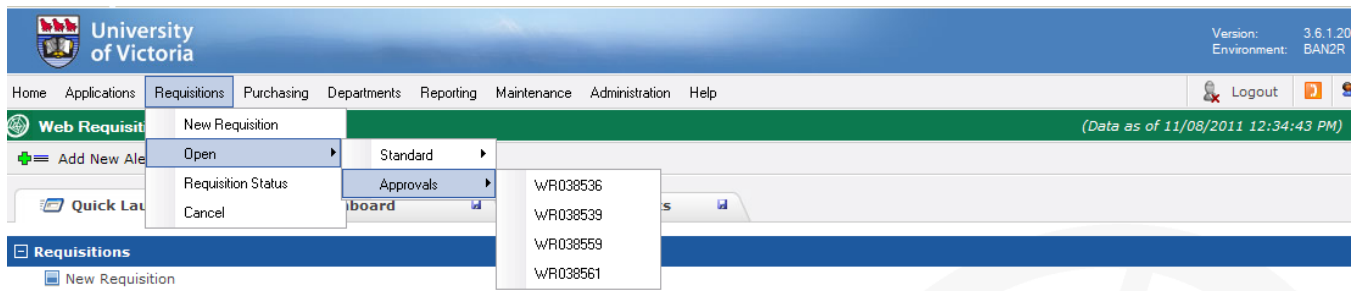 University
of Victoria
Version: 3.6.1.20
Environment: BAN2R
Home Applications Requisitions Purchasing Departments Reporting Maintenance Administration Help Logout
Web Requisiti
(Data as of 11/08/2011 12:34:43 PM)
New Requisition
Add New Ale
Open Standard
Requisition Status Approvals WR038536
Quick Lau
Cancel
board s
WR038539
WR038559
Requisitions
WR038561
New Requisition